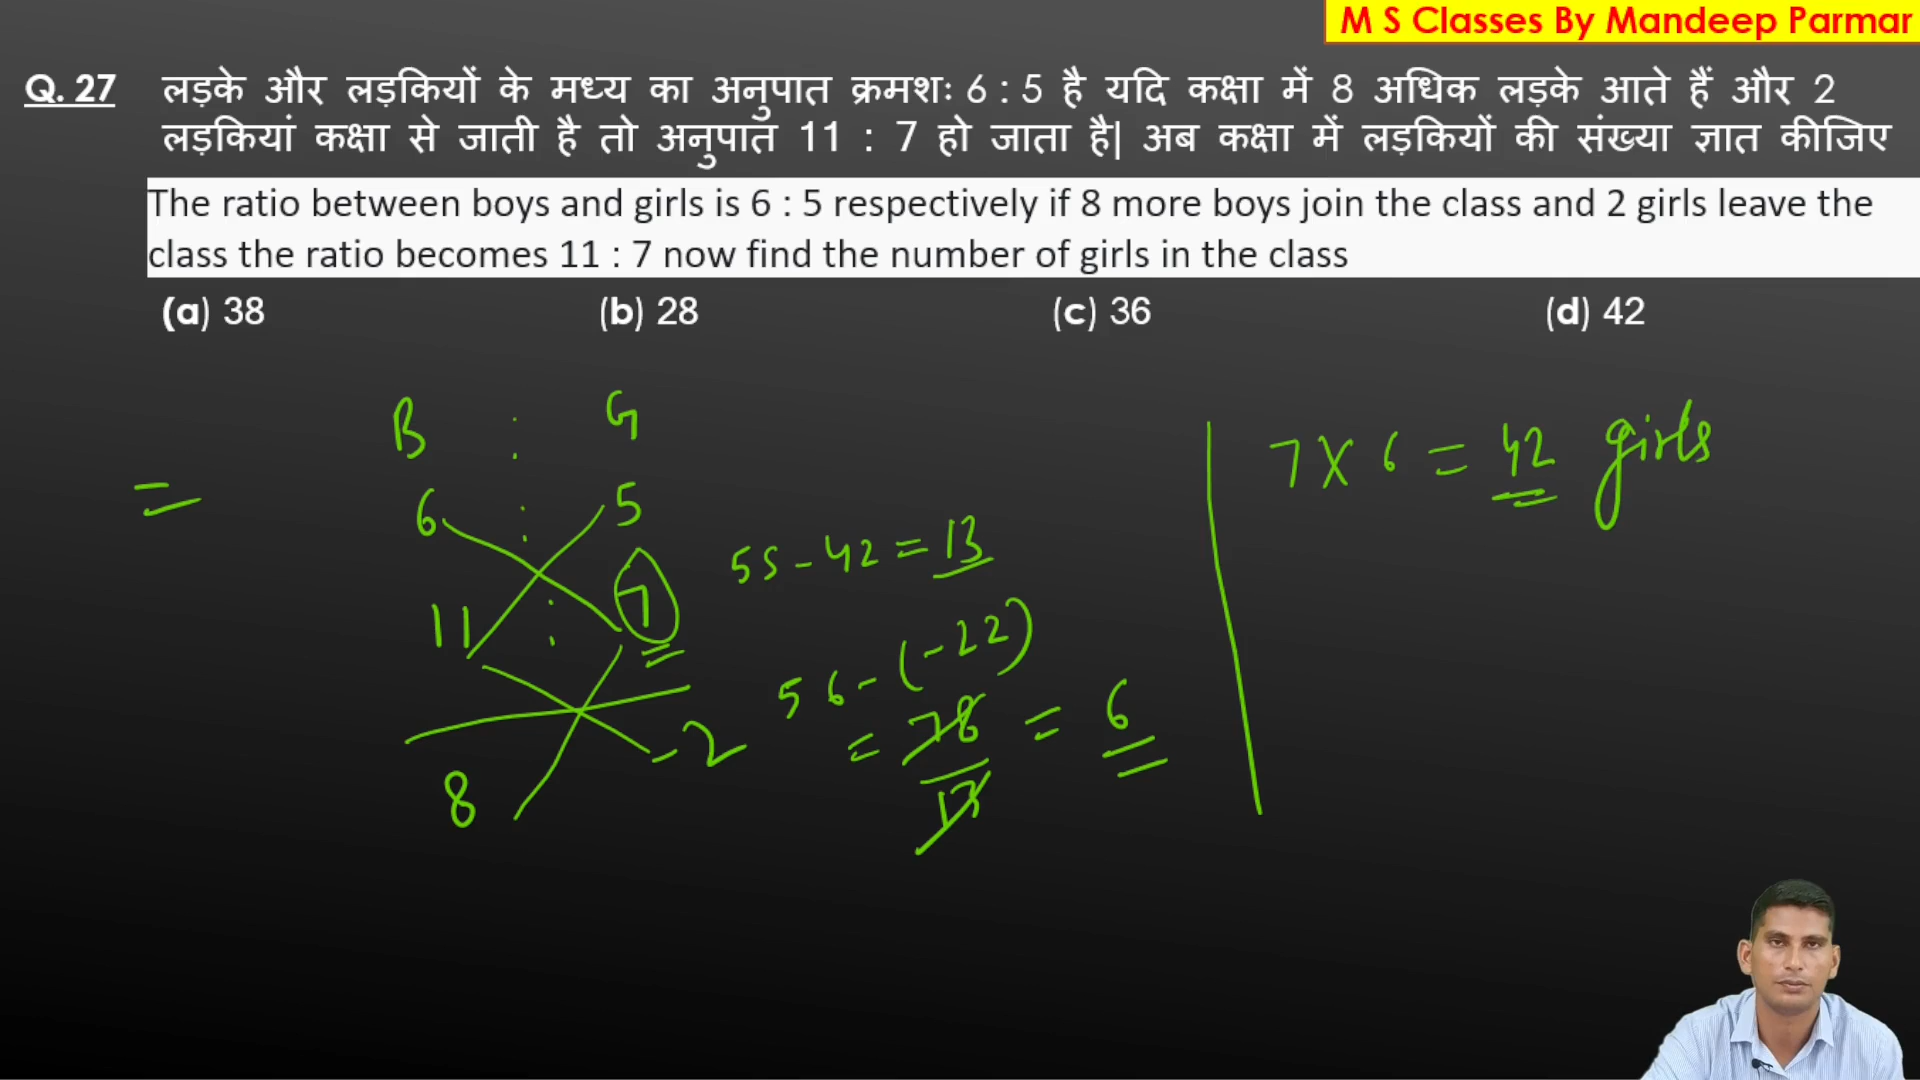 M S Classes By Mandeep Parmar
Q. 27 लड़के और लड़कियों के मध्य का अनुपात क्रमशः 6 : 5 है यदि कक्षा में 8 अधिक लड़के आते हैं और 2
लड़कियां कक्षा से जाती है तो अनुपात 11 : 7 हो जाता है| अब कक्षा में लड़कियों की संख्या ज्ञात कीजिए
The ratio between boys and girls is 6 : 5 respectively if 8 more boys join the class and 2 girls leave the
class the ratio becomes 11 : 7 now find the number of girls in the class
(a) 38 (b) 28 (c) 36 (d) 42
B : G
=
6 : 5
11 : 7
8 -2
55 - 42 = 13
56 - (-22)
= 78/13 = 6
7 X 6 = 42 girls